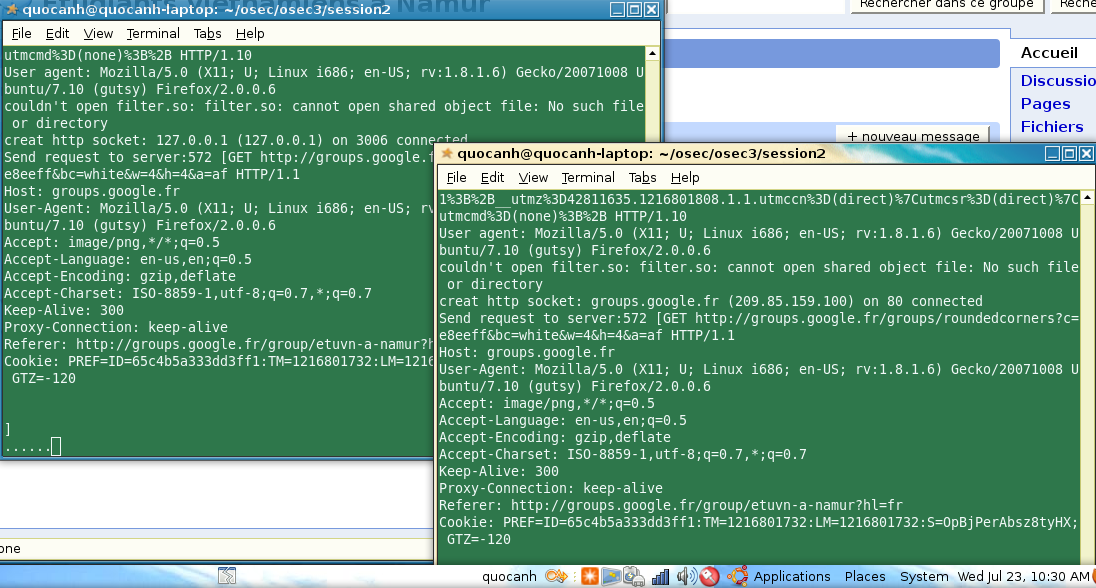 Etudiants vietnamiens à Namur
quocanh@quocanh-laptop: ~/osec/osec3/session2
File Edit View Terminal Tabs Help
utmcmd%3D(none)%3B%2B HTTP/1.10
User agent: Mozilla/5.0 (X11; U; Linux i686; en-US; rv:1.8.1.6) Gecko/20071008 U
buntu/7.10 (gutsy) Firefox/2.0.0.6
couldn't open filter.so: filter.so: cannot open shared object file: No such file
or directory
creat http socket: 127.0.0.1 (127.0.0.1) on 3006 connected
Send request to server:572 [GET http://groups.google.f
e8eeff&bc=white&w=4&h=4&a=af HTTP/1.1
Host: groups.google.fr
User-Agent: Mozilla/5.0 (X11; U; Linux i686; en-US; rv
buntu/7.10 (gutsy) Firefox/2.0.0.6
Accept: image/png,*/*;q=0.5
Accept-Language: en-us,en;q=0.5
Accept-Encoding: gzip,deflate
Accept-Charset: ISO-8859-1,utf-8;q=0.7,*;q=0.7
Keep-Alive: 300
Proxy-Connection: keep-alive
Referer: http://groups.google.fr/group/etuvn-a-namur?h
Cookie: PREF=ID=65c4b5a333dd3ff1:TM=1216801732:LM=1216
GTZ=-120
]
......
Rechercher dans ce groupe
Reche
Accueil
Discussio
Pages
Fichiers
+ nouveau message
quocanh@quocanh-laptop: ~/osec/osec3/session2
File Edit View Terminal Tabs Help
1%3B%2B__utmz%3D42811635.1216801808.1.1.utmccn%3D(direct)%7Cutmcsr%3D(direct)%7C
utmcmd%3D(none)%3B%2B HTTP/1.10
User agent: Mozilla/5.0 (X11; U; Linux i686; en-US; rv:1.8.1.6) Gecko/20071008 U
buntu/7.10 (gutsy) Firefox/2.0.0.6
couldn't open filter.so: filter.so: cannot open shared object file: No such file
or directory
creat http socket: groups.google.fr (209.85.159.100) on 80 connected
Send request to server:572 [GET http://groups.google.fr/groups/roundedcorners?c=
e8eeff&bc=white&w=4&h=4&a=af HTTP/1.1
Host: groups.google.fr
User-Agent: Mozilla/5.0 (X11; U; Linux i686; en-US; rv:1.8.1.6) Gecko/20071008 U
buntu/7.10 (gutsy) Firefox/2.0.0.6
Accept: image/png,*/*;q=0.5
Accept-Language: en-us,en;q=0.5
Accept-Encoding: gzip,deflate
Accept-Charset: ISO-8859-1,utf-8;q=0.7,*;q=0.7
Keep-Alive: 300
Proxy-Connection: keep-alive
Referer: http://groups.google.fr/group/etuvn-a-namur?hl=fr
Cookie: PREF=ID=65c4b5a333dd3ff1:TM=1216801732:LM=1216801732:S=OpBjPerAbsz8tyHX;
GTZ=-120
one
quocanh Applications Places System Wed Jul 23, 10:30 AM